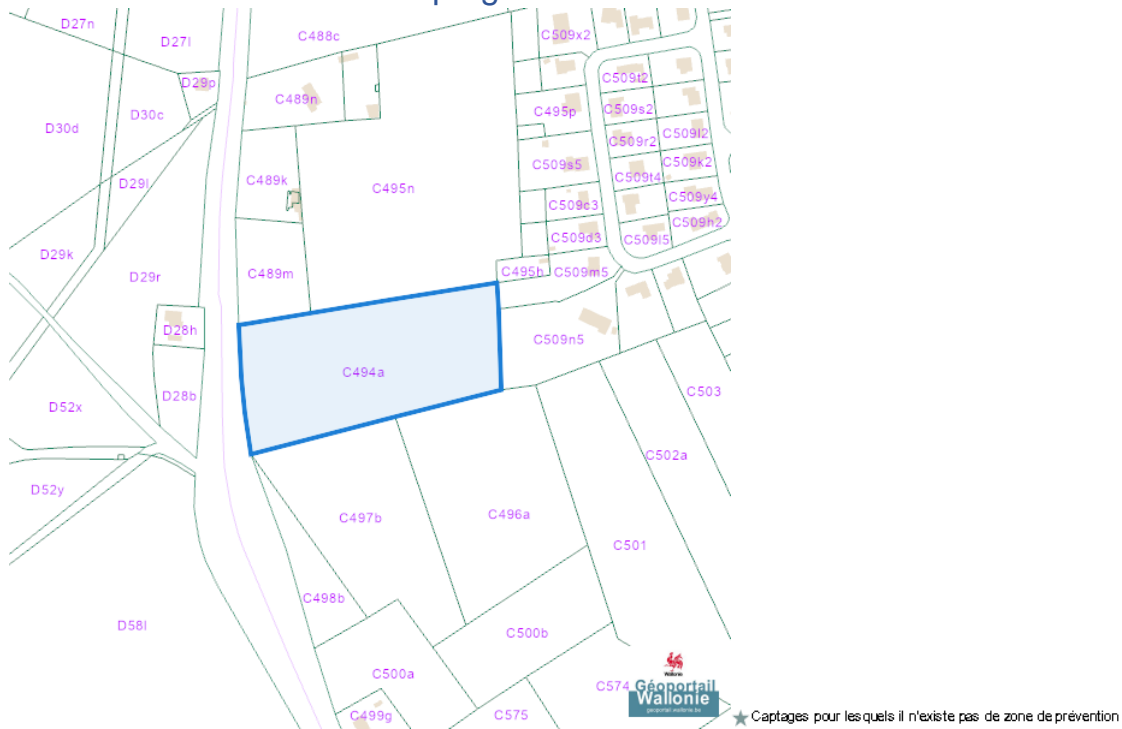 D27n
D27l
C488c
C509x2
D29p
C489n
C509t2
D30d
D30c
C495p
C509s2
C509r2
C509l2
D29l
C489k
C495n
C509s5
C509t4
C509k2
C509c3
C509y4
C509h2
D29k
D29r
C489m
C509d3
C509l5
C495h
C509m5
D28h
C509n5
C494a
D28b
D52x
C503
C502a
D52y
C497b
C496a
C501
C498b
D58l
C500b
C500a
C574
C499g
C575
Wallonie
Géoportail
Wallonie
geoportail.wallonie.be
Captages pour lesquels il n'existe pas de zone de prévention